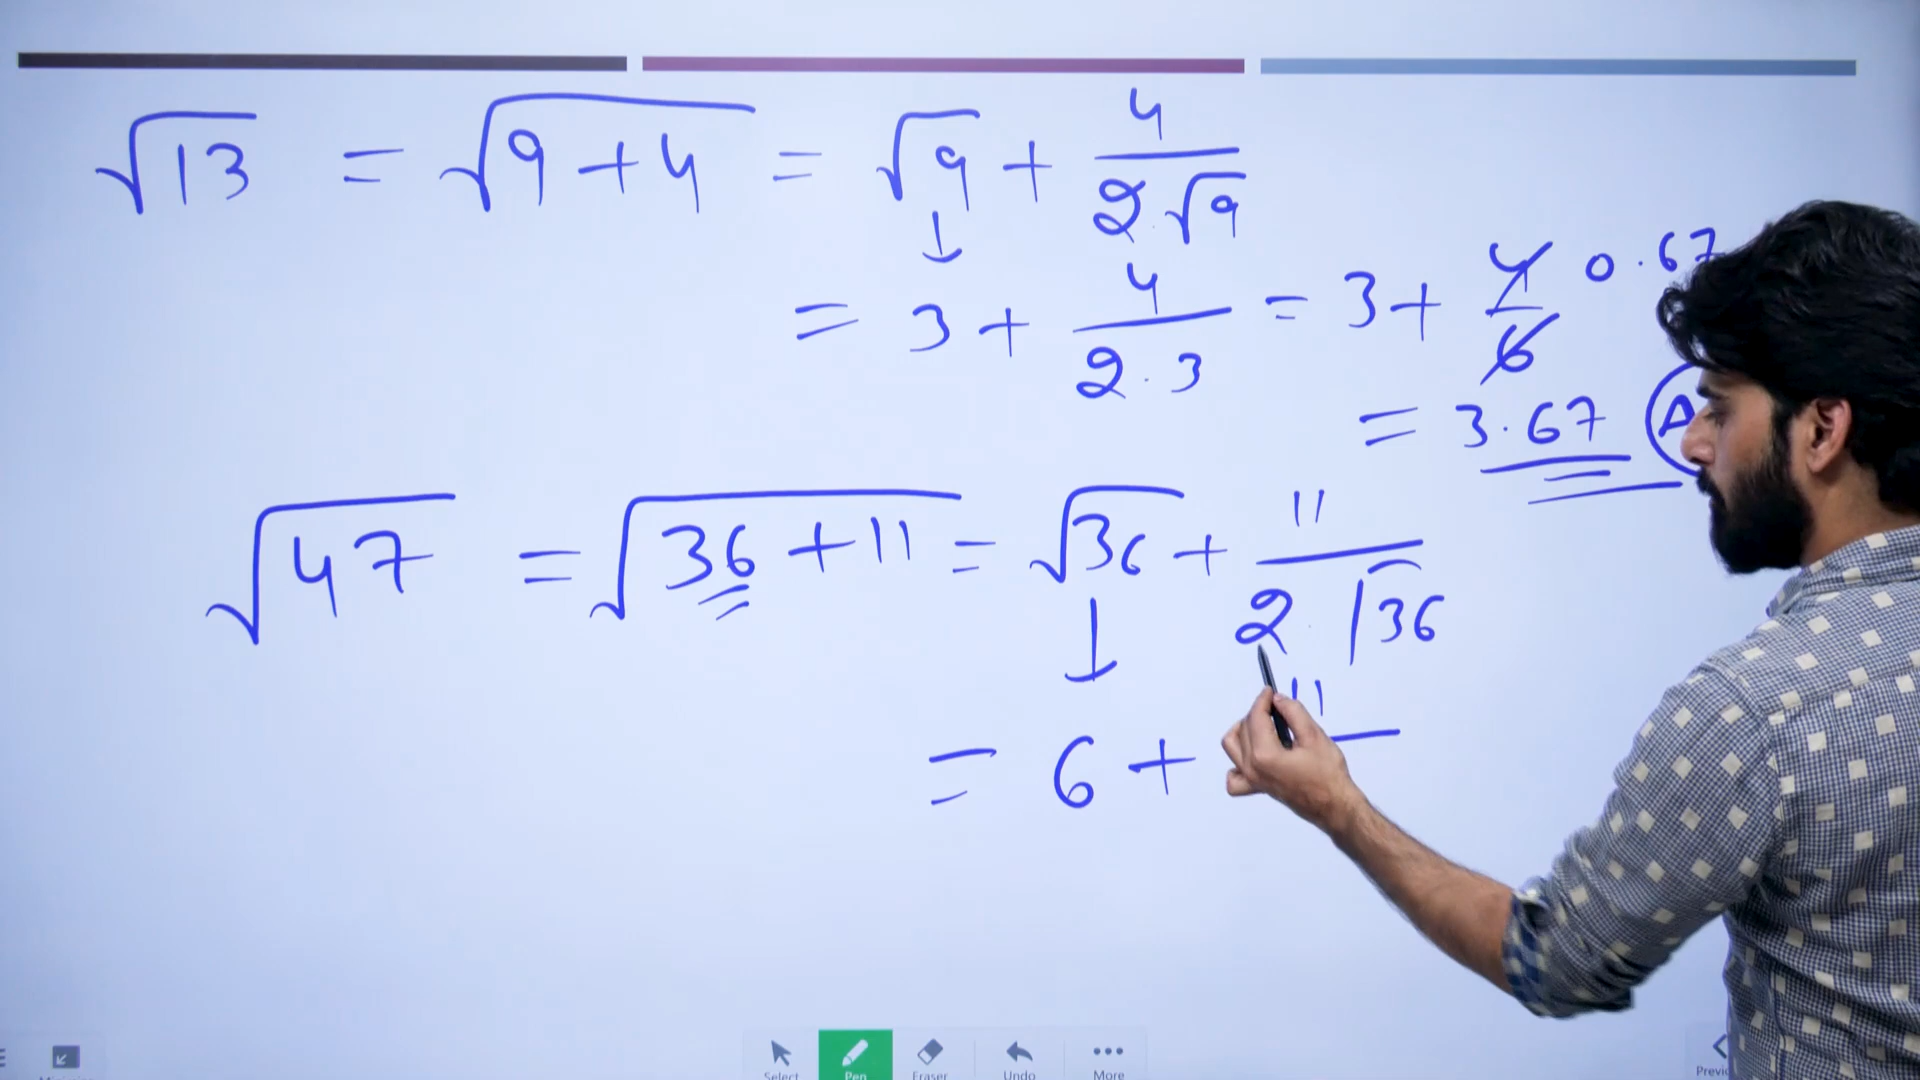 √13 = √9+4 = √9 + 4/2.√9
↓
= 3 + 4/2.3 = 3 + 4/6 0.67
= 3.67 A
√47 = √36+11 = √36 + 11/2.√36
↓
= 6 + 11
Select Pen Eraser Undo More